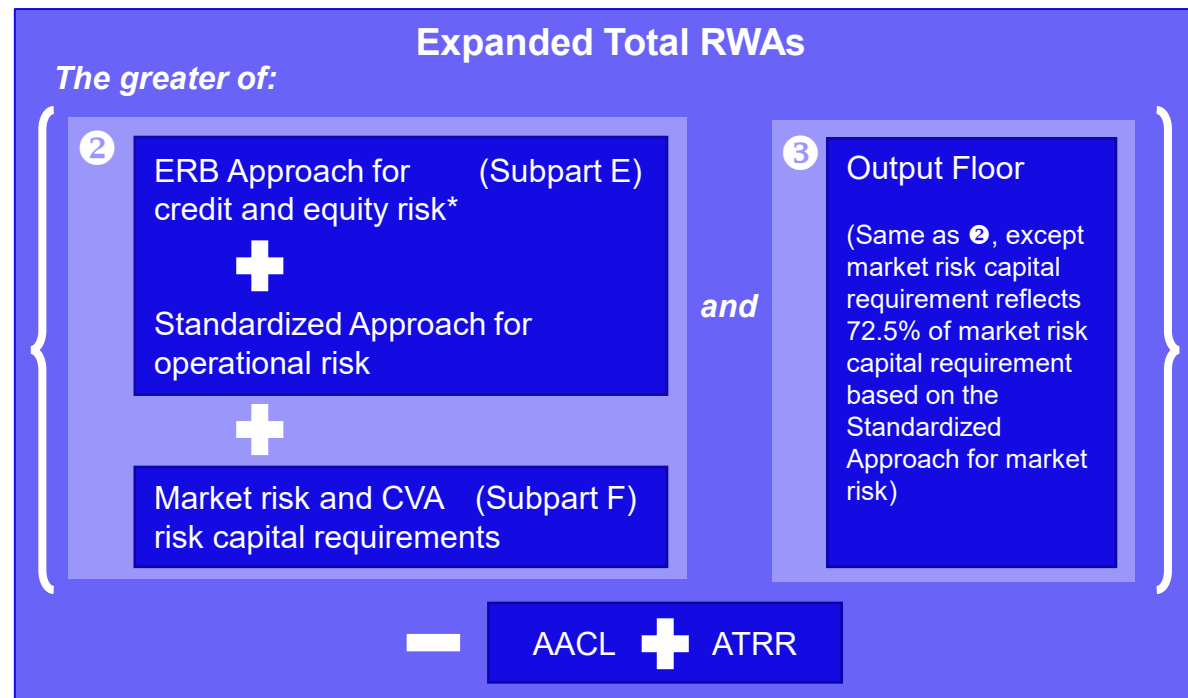 Expanded Total RWAs
The greater of:
❷
ERB Approach for (Subpart E)
credit and equity risk*
+
Standardized Approach for
operational risk
+
Market risk and CVA (Subpart F)
risk capital requirements
and
❸
Output Floor
(Same as ❷, except
market risk capital
requirement reflects
72.5% of market risk
capital requirement
based on the
Standardized
Approach for market
risk)
− AACL + ATRR